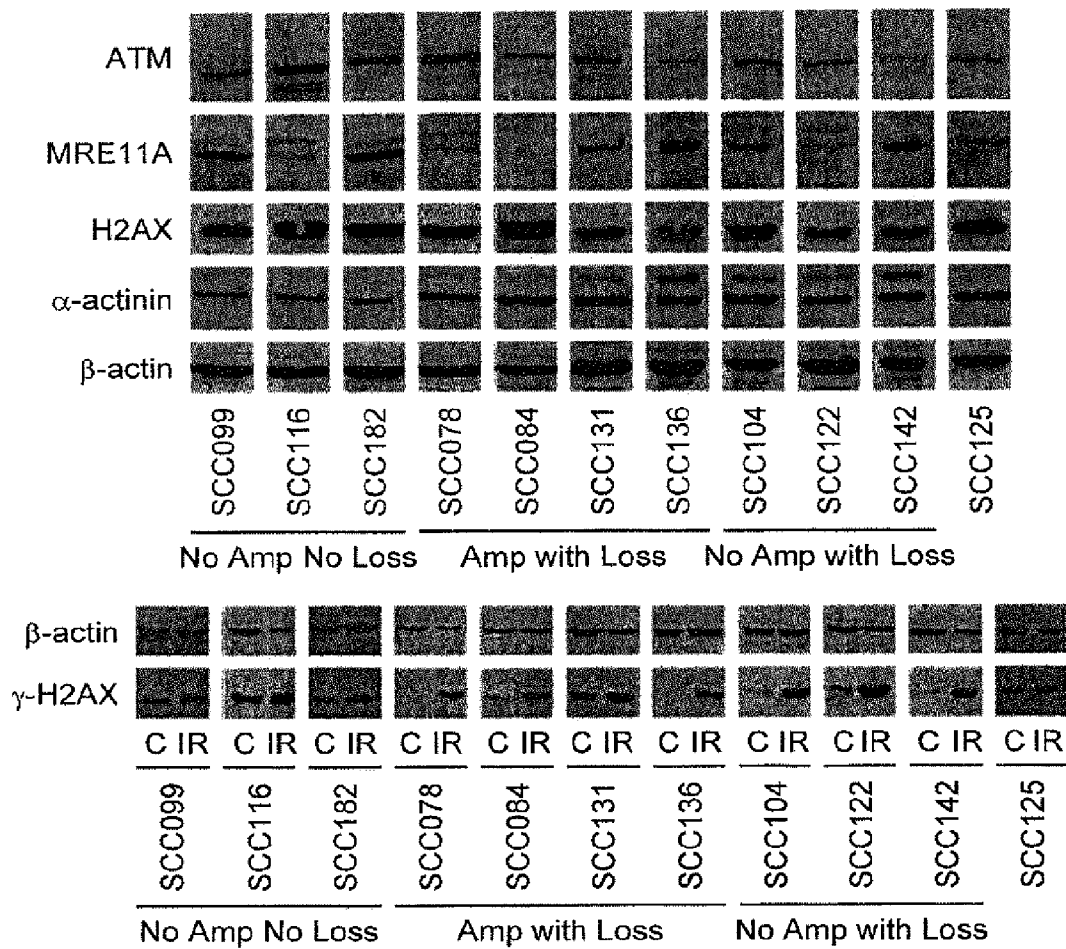 ATM
MRE11A
H2AX
α-actinin
β-actin
SCC099 SCC116 SCC182 SCC078 SCC084 SCC131 SCC136 SCC104 SCC122 SCC142 SCC125
No Amp No Loss Amp with Loss No Amp with Loss
β-actin
γ-H2AX
C IR C IR C IR C IR C IR C IR C IR C IR C IR C IR C IR
SCC099 SCC116 SCC182 SCC078 SCC084 SCC131 SCC136 SCC104 SCC122 SCC142 SCC125
No Amp No Loss Amp with Loss No Amp with Loss